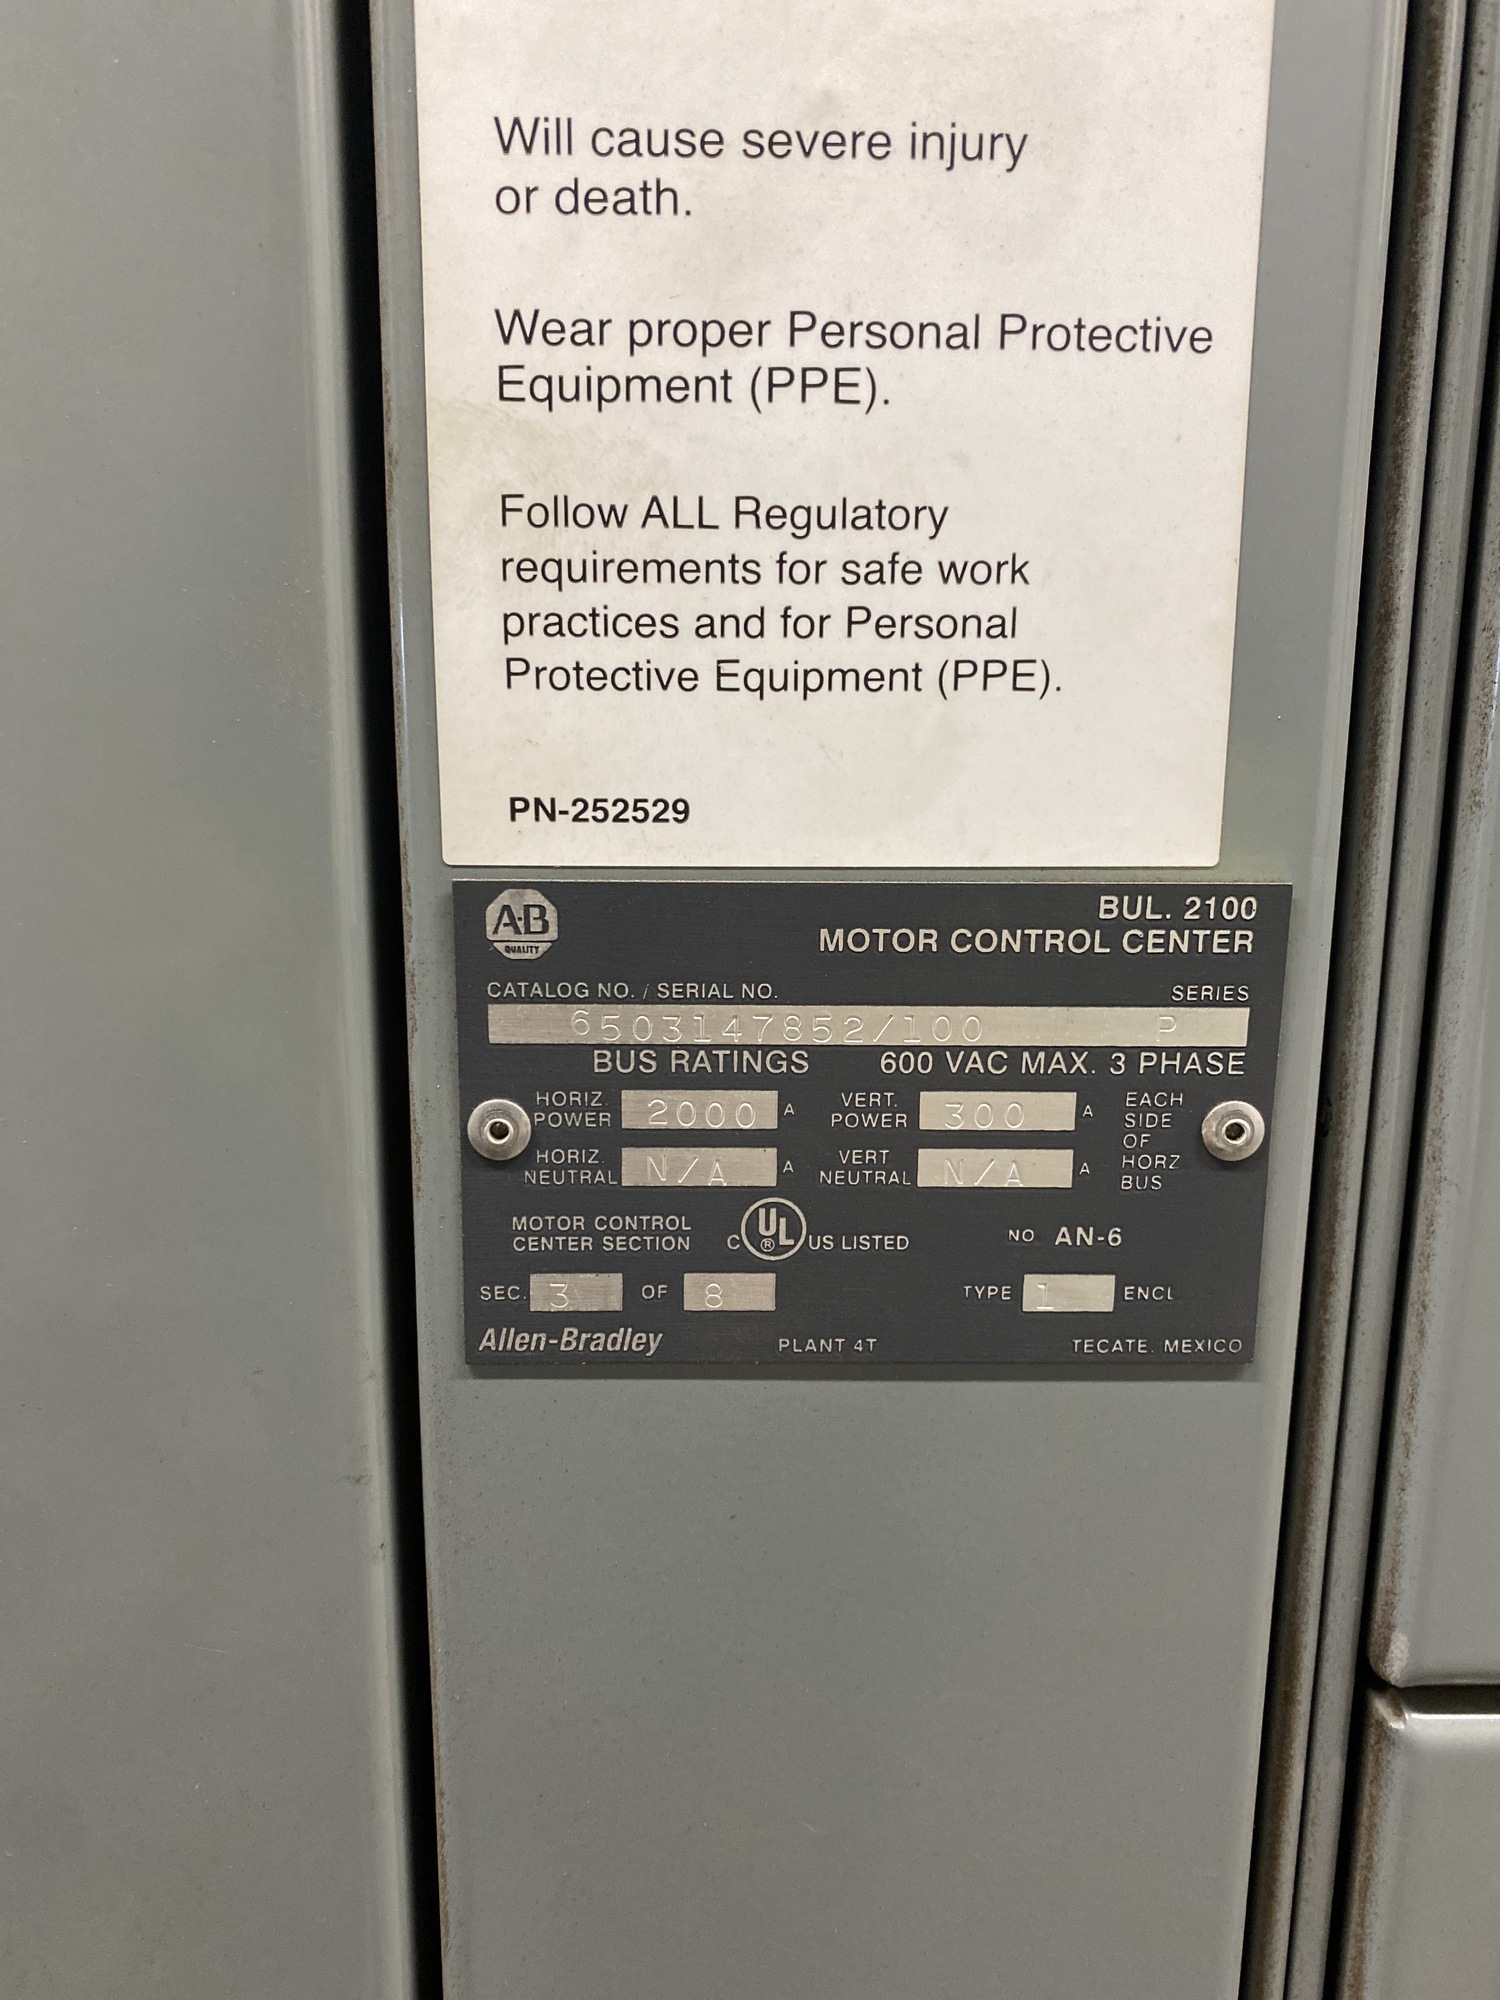 Will cause severe injury
or death.
Wear proper Personal Protective
Equipment (PPE).
Follow ALL Regulatory
requirements for safe work
practices and for Personal
Protective Equipment (PPE).
PN-252529
A-B
QUALITY
BUL. 2100
MOTOR CONTROL CENTER
CATALOG NO. / SERIAL NO. SERIES
6503147852/100 P
BUS RATINGS 600 VAC MAX. 3 PHASE
HORIZ. POWER 2000 A VERT. POWER 300 A
HORIZ. NEUTRAL N/A A VERT NEUTRAL N/A A
EACH
SIDE
OF
HORZ
BUS
MOTOR CONTROL
CENTER SECTION
C UL ® US LISTED NO AN-6
SEC. 3 OF 8 TYPE 1 ENCL
Allen-Bradley PLANT 4T TECATE. MEXICO